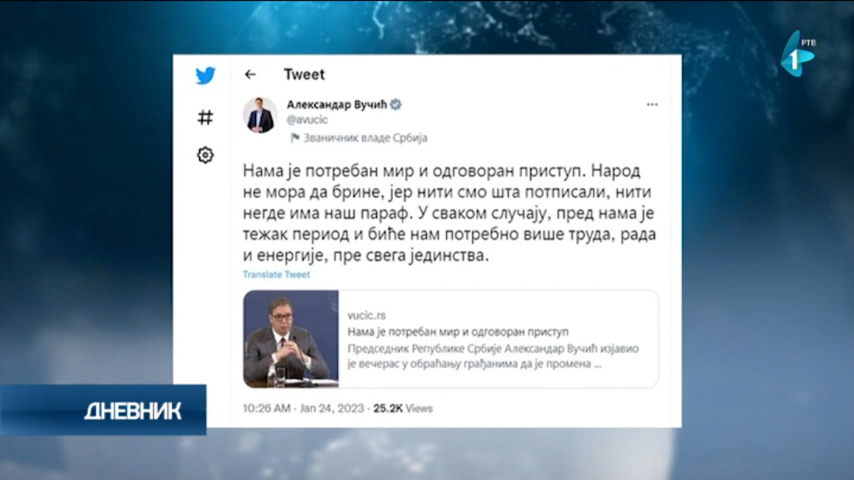 РТВ
1
Tweet
Александар Вучић
@avucic
Званичник владе Србија
Нама је потребан мир и одговоран приступ. Народ
не мора да брине, јер нити смо шта потписали, нити
негде има наш параф. У сваком случају, пред нама је
тежак период и биће нам потребно више труда, рада
и енергије, пре свега јединства.
Translate Tweet
vucic.rs
Нама је потребан мир и одговоран приступ
Председник Републике Србије Александар Вучић изјавио
је вечерас у обраћању грађанима да је промена ...
10:26 AM · Jan 24, 2023 · 25.2K Views
ДНЕВНИК